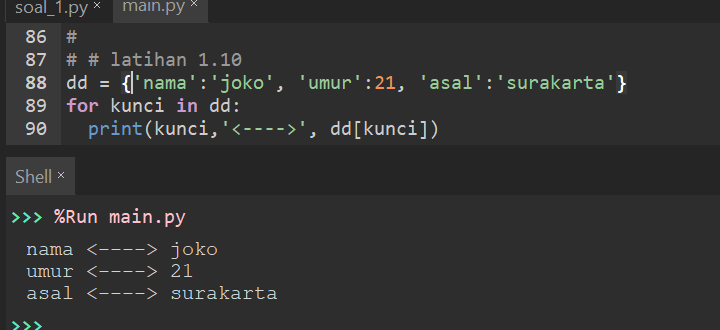 soal_1.py × main.py ×
86 #
87 # # latihan 1.10
88 dd = {'nama':'joko', 'umur':21, 'asal':'surakarta'}
89 for kunci in dd:
90   print(kunci,'<---->', dd[kunci])
Shell ×
>>> %Run main.py
nama <----> joko
umur <----> 21
asal <----> surakarta
>>>